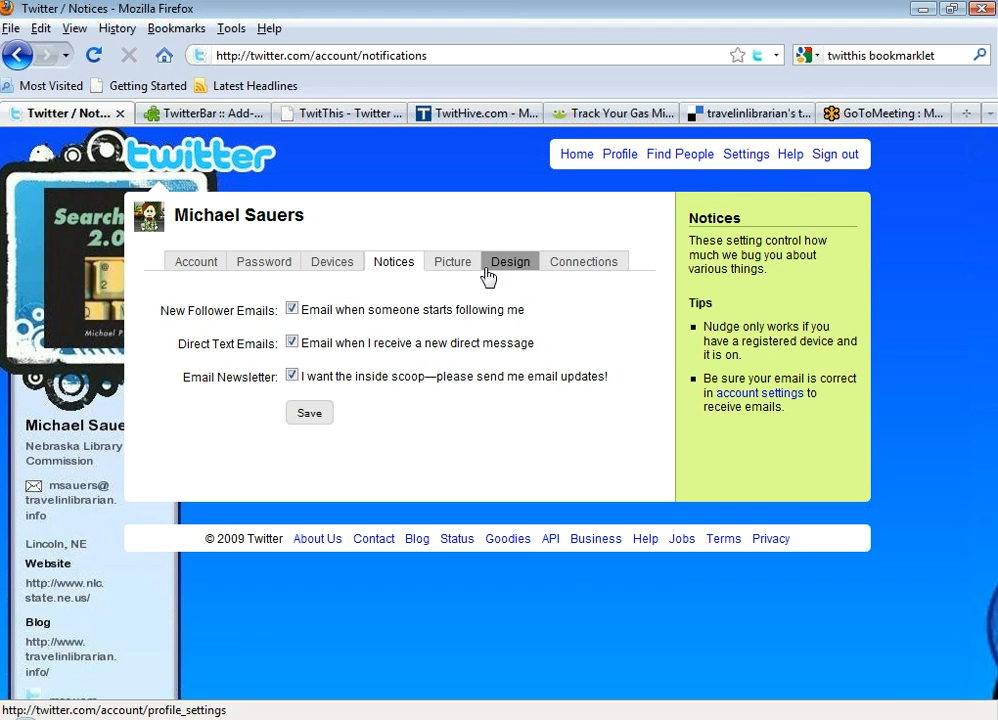 Twitter / Notices - Mozilla Firefox
File Edit View History Bookmarks Tools Help
http://twitter.com/account/notifications
twitthis bookmarklet
Most Visited Getting Started Latest Headlines
Twitter / Not... TwitterBar :: Add-... TwitThis - Twitter ... TwitHive.com - M... Track Your Gas Mi... travelinlibrarian's t... GoToMeeting : M...
twitter
Home Profile Find People Settings Help Sign out
Search
2.0
Michael P
Michael Sauers
Account Password Devices Notices Picture Design Connections
New Follower Emails: Email when someone starts following me
Direct Text Emails: Email when I receive a new direct message
Email Newsletter: I want the inside scoop—please send me email updates!
Save
Notices
These setting control how
much we bug you about
various things.
Tips
Nudge only works if you
have a registered device and
it is on.
Be sure your email is correct
in account settings to
receive emails.
Michael Saue
Nebraska Library
Commission
msauers@
travelinlibrarian.
info
Lincoln, NE
Website
http://www.nlc.
state.ne.us/
Blog
http://www.
travelinlibrarian.
info/
© 2009 Twitter About Us Contact Blog Status Goodies API Business Help Jobs Terms Privacy
http://twitter.com/account/profile_settings